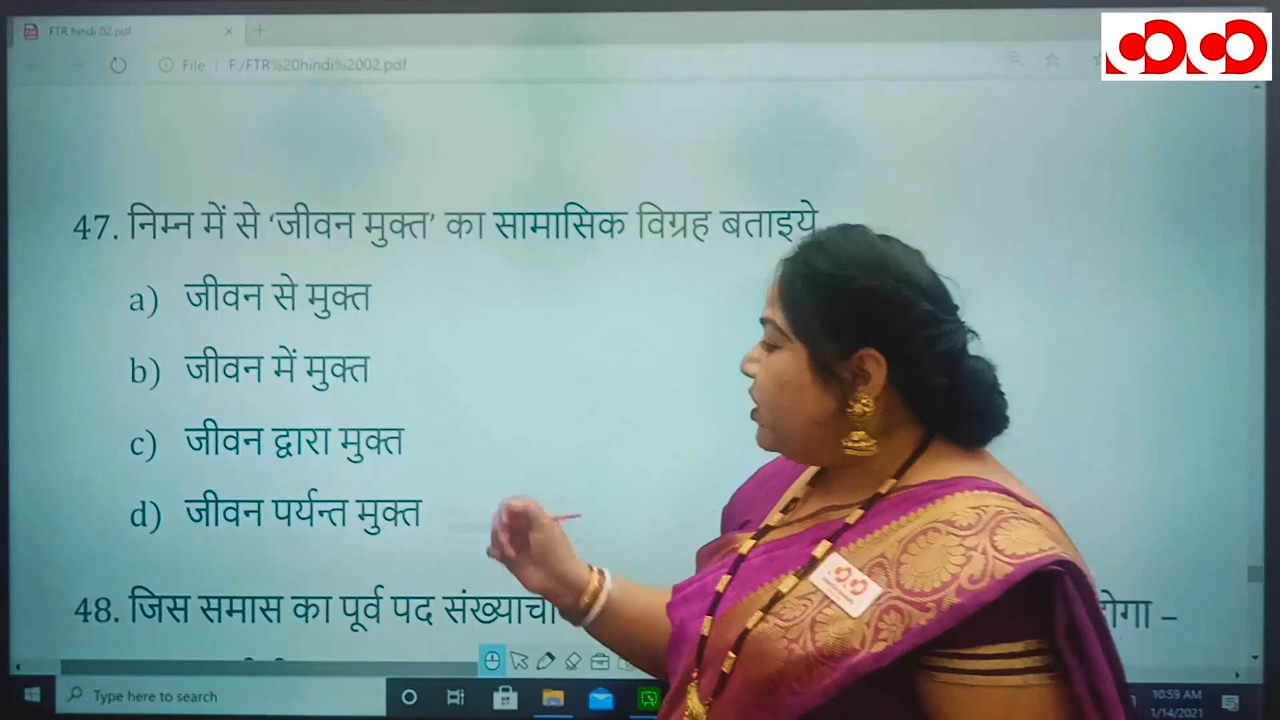 FTR hindi 02.pdf
File F:/FTR%20hindi%2002.pdf
47. निम्न में से ‘जीवन मुक्त’ का सामासिक विग्रह बताइये
a) जीवन से मुक्त
b) जीवन में मुक्त
c) जीवन द्वारा मुक्त
d) जीवन पर्यन्त मुक्त
48. जिस समास का पूर्व पद होगा –
Type here to search
10:59 AM
1/14/2021